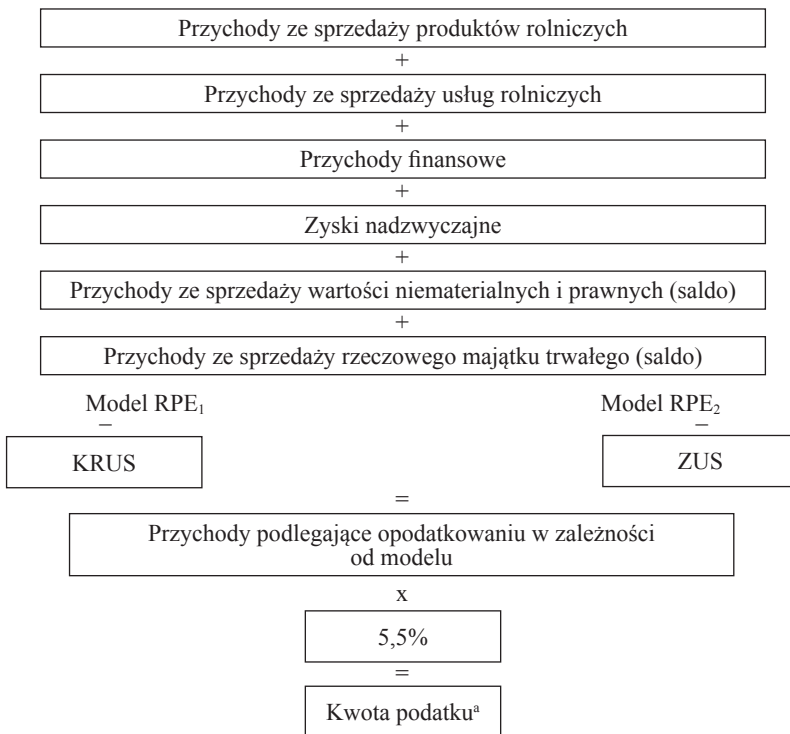 Przychody ze sprzedaży produktów rolniczych
+
Przychody ze sprzedaży usług rolniczych
+
Przychody finansowe
+
Zyski nadzwyczajne
+
Przychody ze sprzedaży wartości niematerialnych i prawnych (saldo)
+
Przychody ze sprzedaży rzeczowego majątku trwałego (saldo)
Model RPE₁ Model RPE₂
– –
KRUS ZUS
=
Przychody podlegające opodatkowaniu w zależności
od modelu
x
5,5%
=
Kwota podatkuᵃ